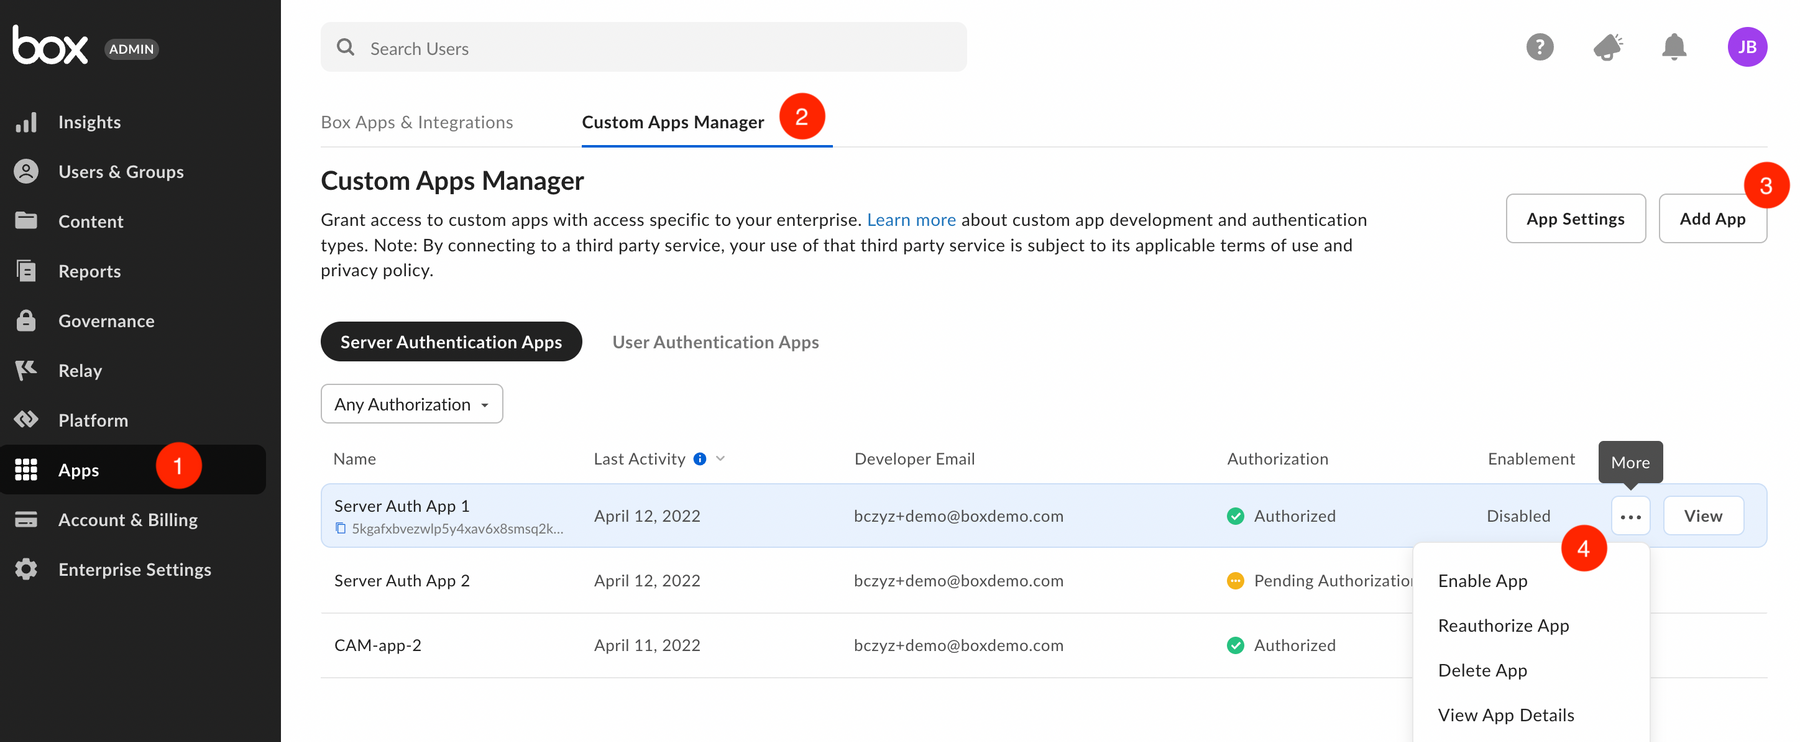 box ADMIN
Search Users
?
JB
Insights
Users & Groups
Content
Reports
Governance
Relay
Platform
Apps
1
Account & Billing
Enterprise Settings
Box Apps & Integrations
Custom Apps Manager
2
Custom Apps Manager
Grant access to custom apps with access specific to your enterprise. Learn more about custom app development and authentication
types. Note: By connecting to a third party service, your use of that third party service is subject to its applicable terms of use and
privacy policy.
App Settings
Add App
3
Server Authentication Apps
User Authentication Apps
Any Authorization
Name
Last Activity
Developer Email
Authorization
Enablement
More
Server Auth App 1
5kgafxbvezwlp5y4xav6x8smsq2k...
April 12, 2022
bczyz+demo@boxdemo.com
Authorized
Disabled
...
View
4
Server Auth App 2
April 12, 2022
bczyz+demo@boxdemo.com
Pending Authorization
CAM-app-2
April 11, 2022
bczyz+demo@boxdemo.com
Authorized
Enable App
Reauthorize App
Delete App
View App Details